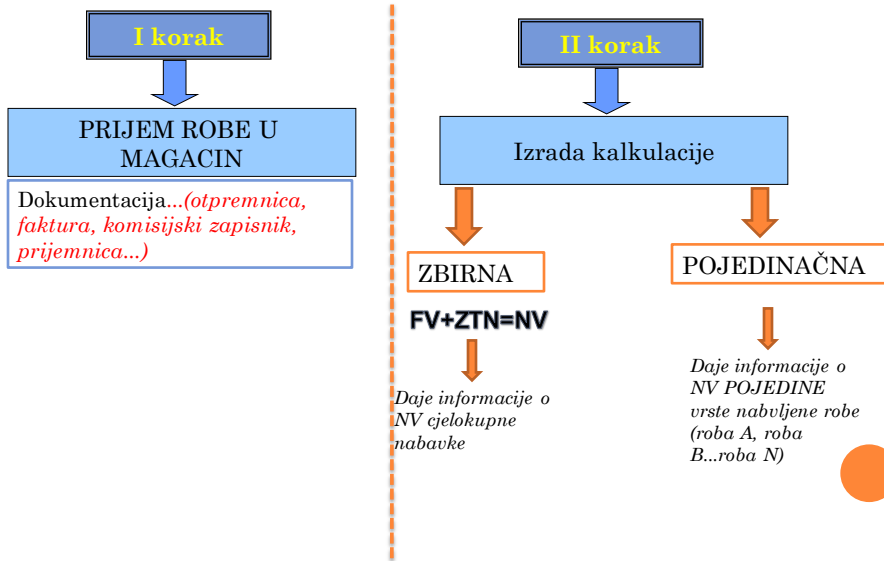 I korak
PRIJEM ROBE U
MAGACIN
Dokumentacija...(otpremnica,
faktura, komisijski zapisnik,
prijemnica...)
II korak
Izrada kalkulacije
ZBIRNA
FV+ZTN=NV
Daje informacije o
NV cjelokupne
nabavke
POJEDINAČNA
Daje informacije o
NV POJEDINE
vrste nabvljene robe
(roba A, roba
B...roba N)